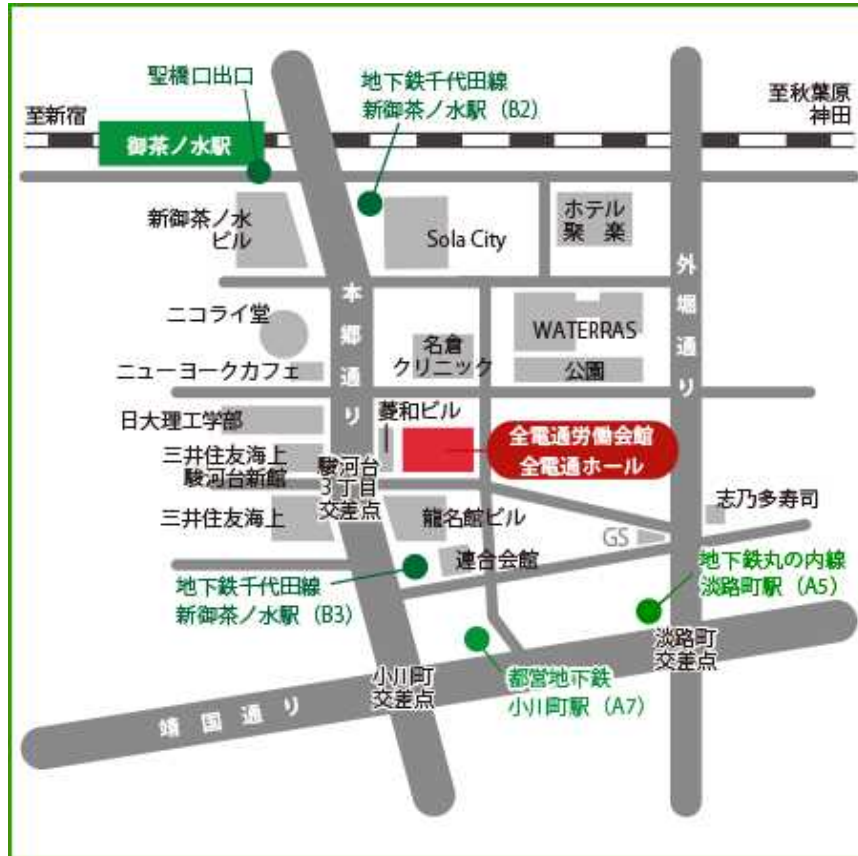 聖橋口出口
地下鉄千代田線
新御茶ノ水駅（B2）
至新宿
至秋葉原
神田
御茶ノ水駅
新御茶ノ水
ビル
Sola City
ホテル
聚楽
外堀通り
本郷通り
ニコライ堂
名倉
クリニック
WATERRAS
ニューヨークカフェ
公園
日大理工学部
菱和ビル
全電通労働会館
全電通ホール
三井住友海上
駿河台新館
駿河台
3丁目
交差点
三井住友海上
龍名館ビル
志乃多寿司
GS
連合会館
地下鉄千代田線
新御茶ノ水駅（B3）
地下鉄丸の内線
淡路町駅（A5）
淡路町
交差点
小川町
交差点
都営地下鉄
小川町駅（A7）
靖国通り